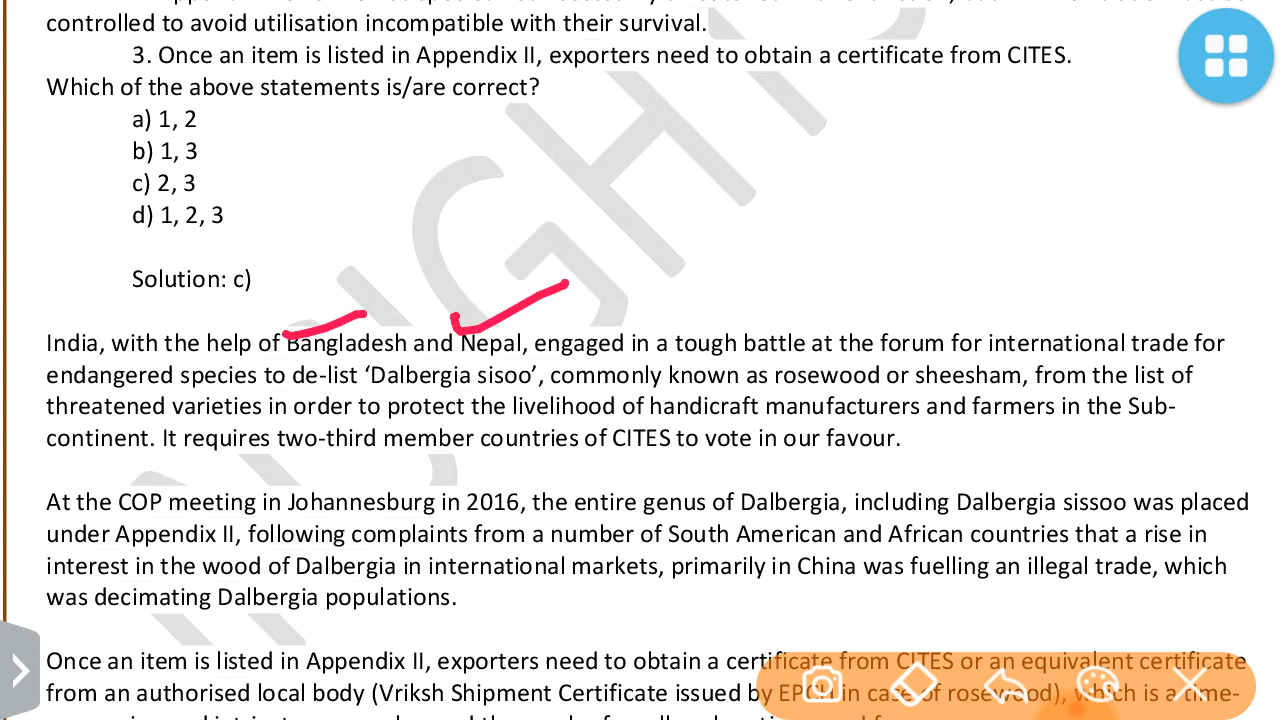 controlled to avoid utilisation incompatible with their survival.
3. Once an item is listed in Appendix II, exporters need to obtain a certificate from CITES.
Which of the above statements is/are correct?
a) 1, 2
b) 1, 3
c) 2, 3
d) 1, 2, 3
Solution: c)
India, with the help of Bangladesh and Nepal, engaged in a tough battle at the forum for international trade for
endangered species to de-list ‘Dalbergia sisoo’, commonly known as rosewood or sheesham, from the list of
threatened varieties in order to protect the livelihood of handicraft manufacturers and farmers in the Sub-
continent. It requires two-third member countries of CITES to vote in our favour.
At the COP meeting in Johannesburg in 2016, the entire genus of Dalbergia, including Dalbergia sissoo was placed
under Appendix II, following complaints from a number of South American and African countries that a rise in
interest in the wood of Dalbergia in international markets, primarily in China was fuelling an illegal trade, which
was decimating Dalbergia populations.
Once an item is listed in Appendix II, exporters need to obtain a certificate from CITES or an equivalent certificate
from an authorised local body (Vriksh Shipment Certificate issued by EPCH in case of rosewood), which is a time-